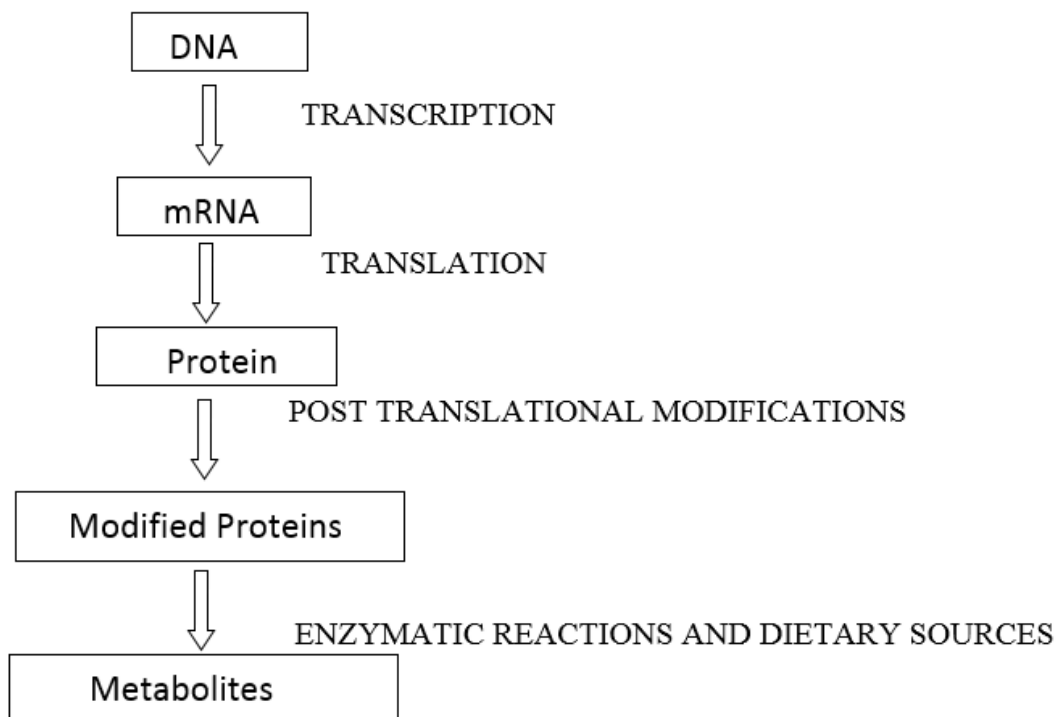 DNA
TRANSCRIPTION
mRNA
TRANSLATION
Protein
POST TRANSLATIONAL MODIFICATIONS
Modified Proteins
ENZYMATIC REACTIONS AND DIETARY SOURCES
Metabolites